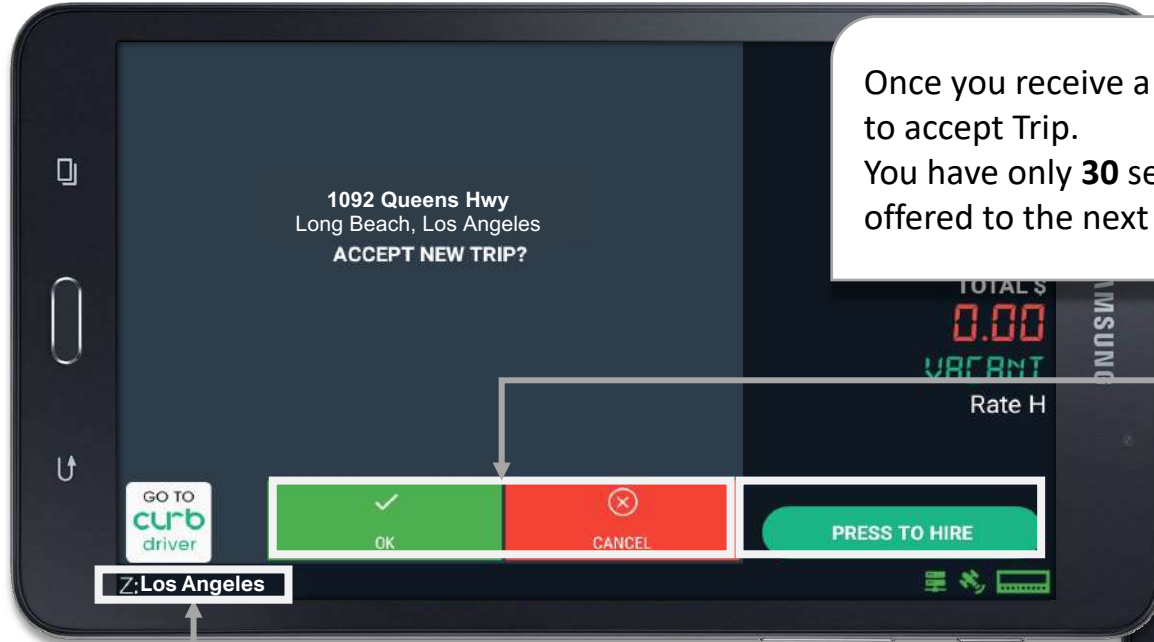 Once you receive a
to accept Trip.
You have only 30 se
offered to the next
1092 Queens Hwy
Long Beach, Los Angeles
ACCEPT NEW TRIP?
TOTAL $
0.00
VACANT
Rate H
SAMSUNG
GO TO
curb
driver
OK
CANCEL
PRESS TO HIRE
Z:Los Angeles